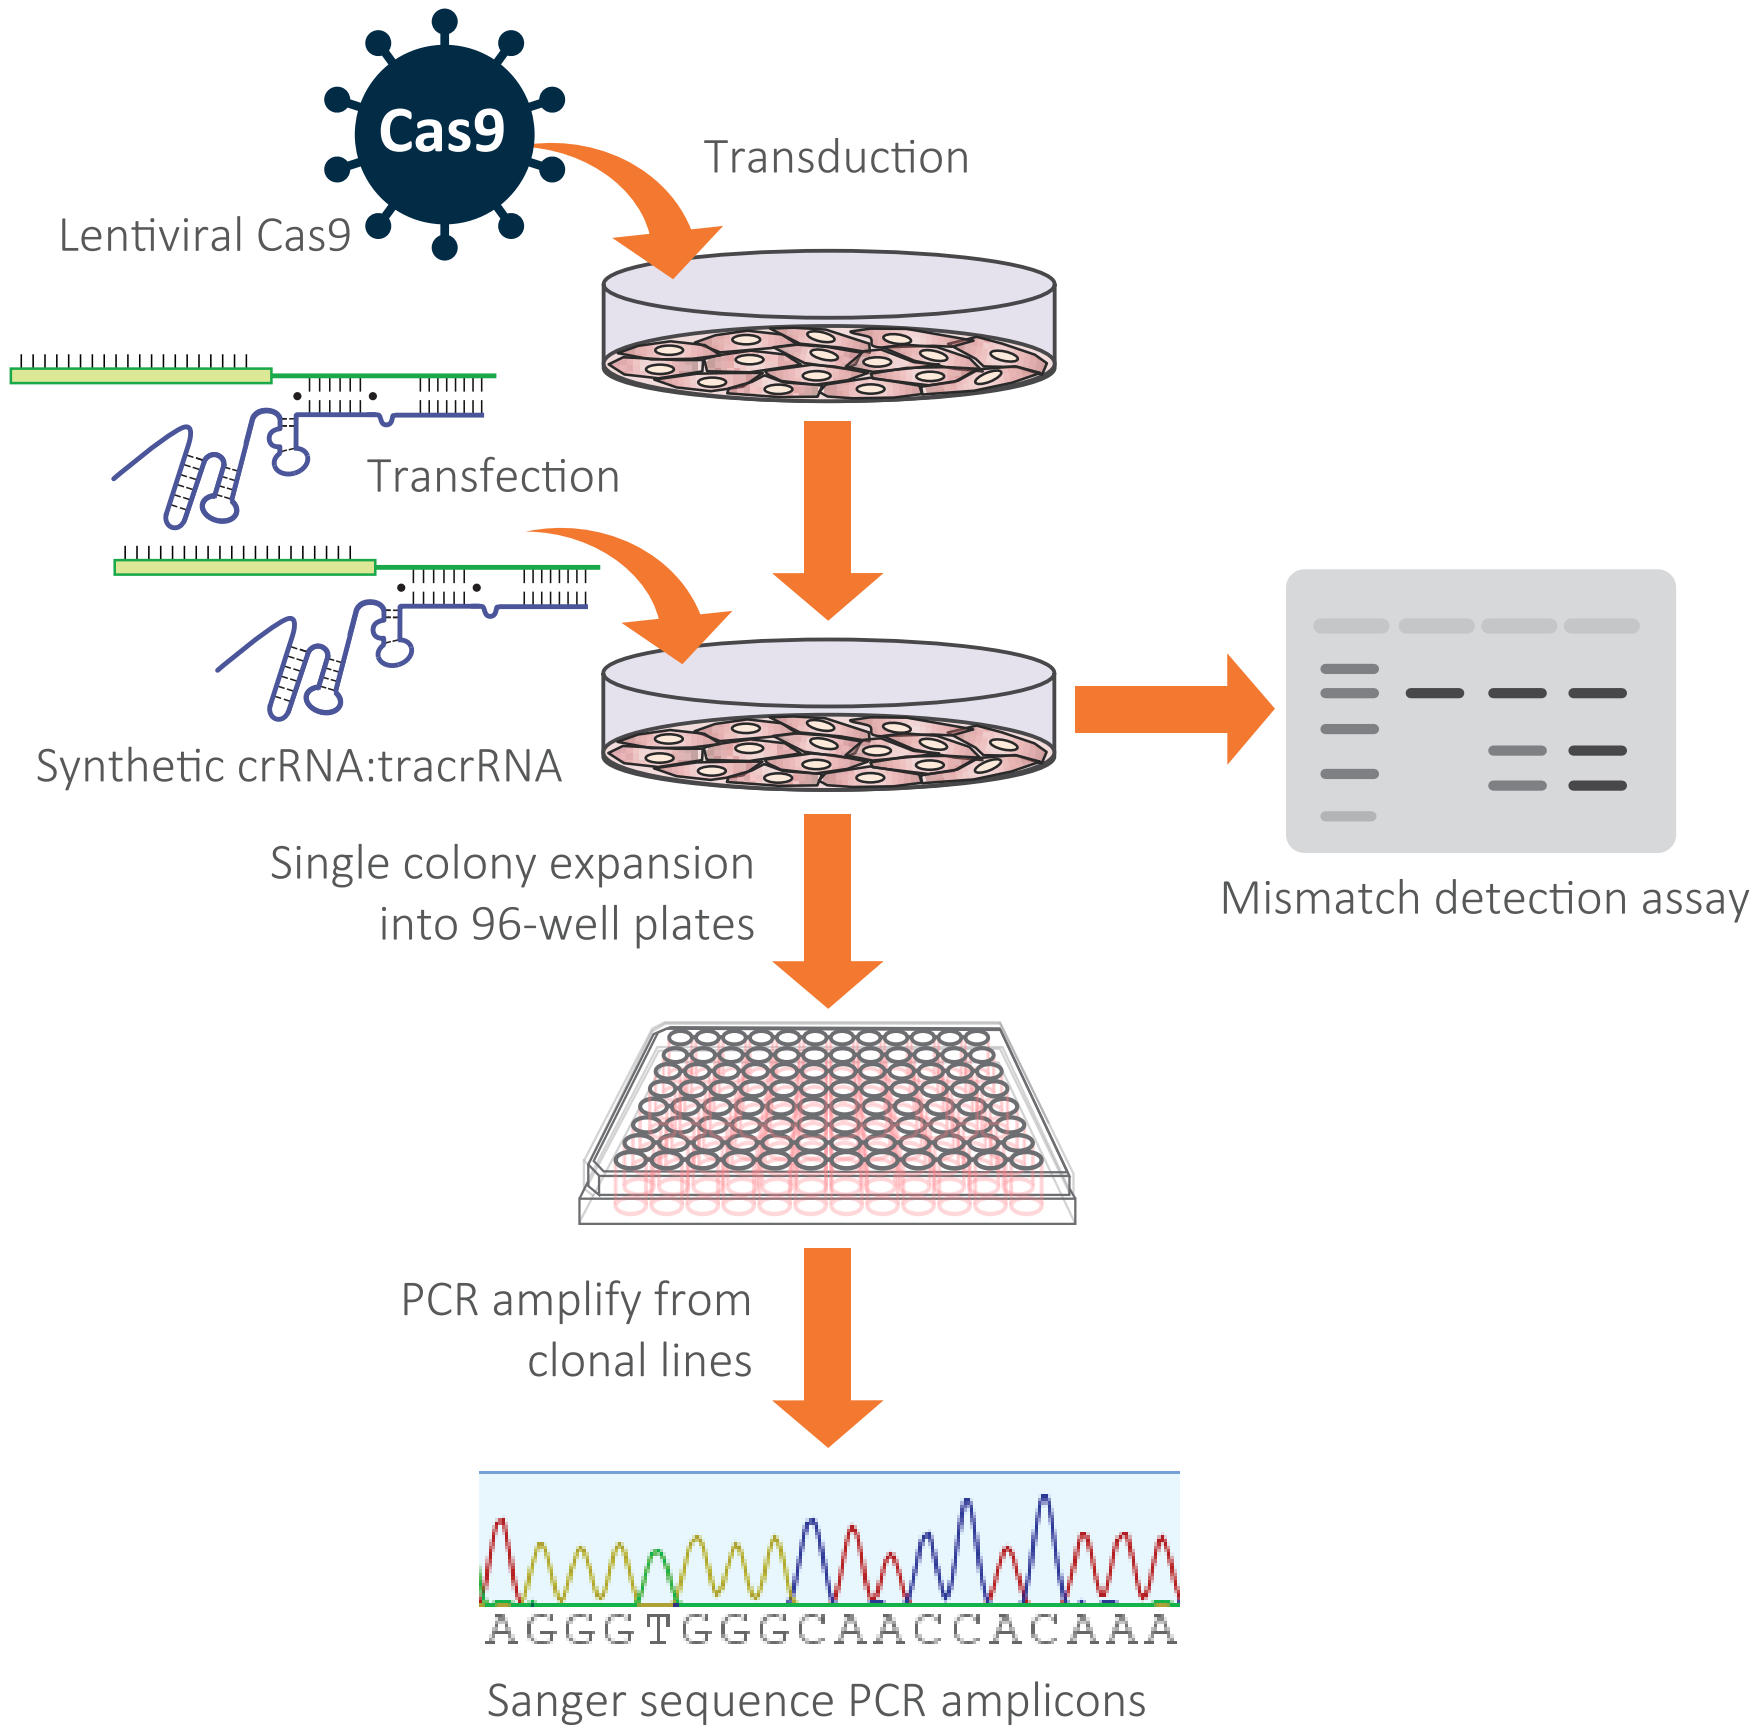 Cas9
Transduction
Lentiviral Cas9
Transfection
Synthetic crRNA:tracrRNA
Single colony expansion
into 96-well plates
Mismatch detection assay
PCR amplify from
clonal lines
AGGGTGGGCAACCACAAA
Sanger sequence PCR amplicons